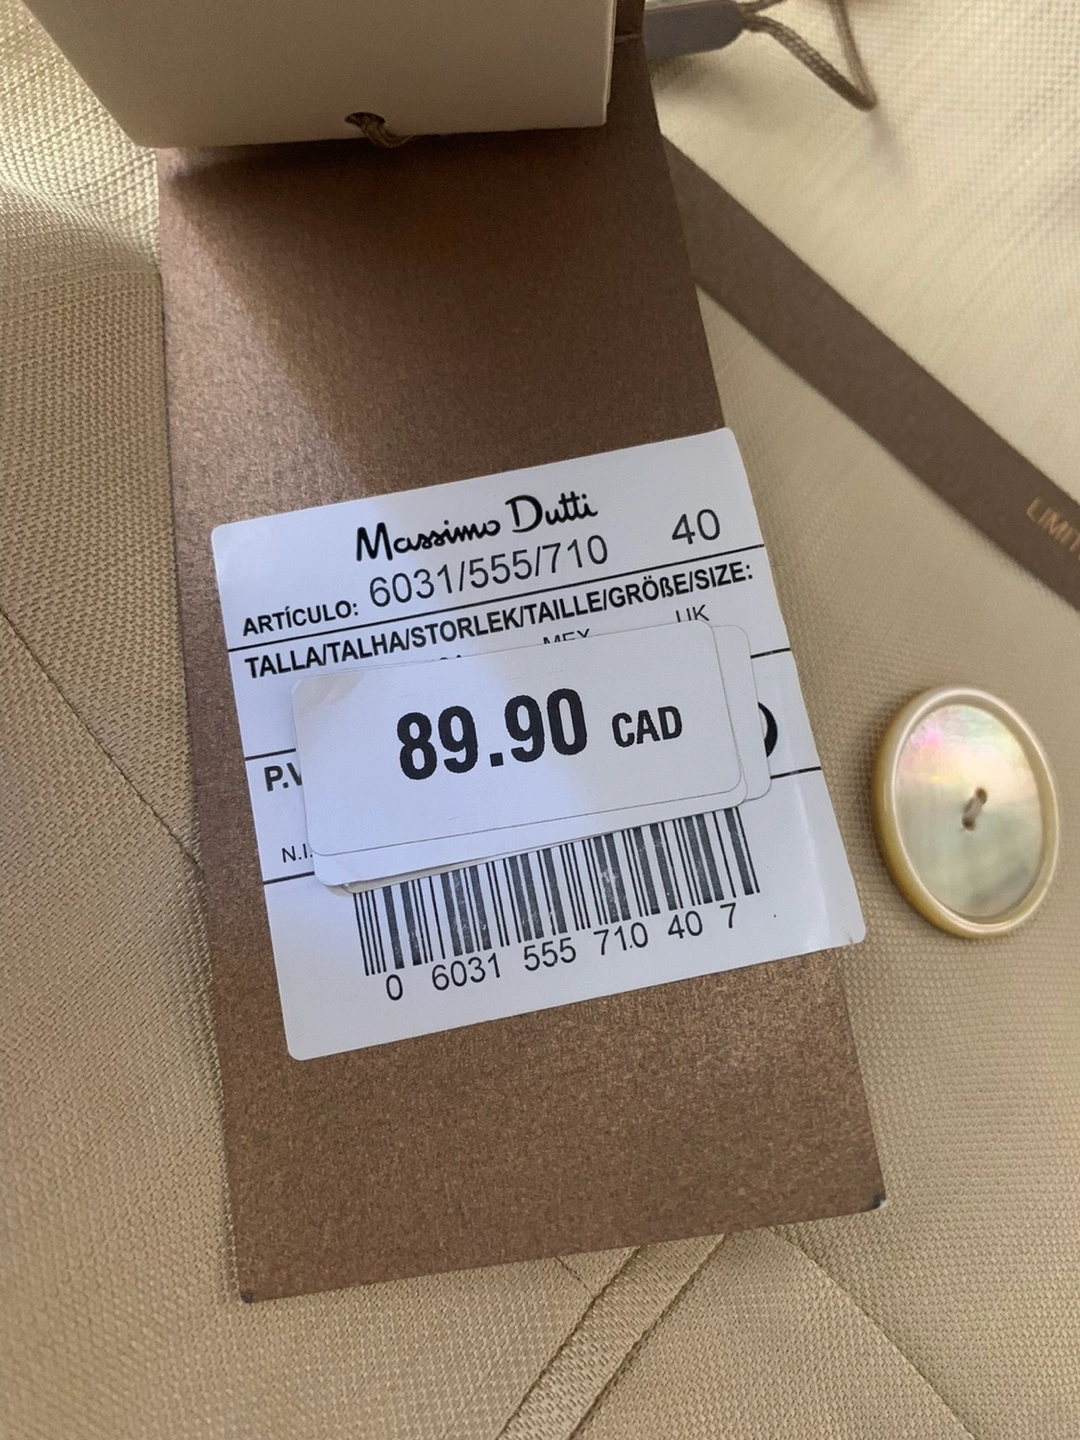 Massimo Dutti
ARTÍCULO: 6031/555/710 40
TALLA/TALHA/STORLEK/TAILLE/GRÖßE/SIZE:
MEX UK
89.90 CAD
0 6031 555 710 40 7